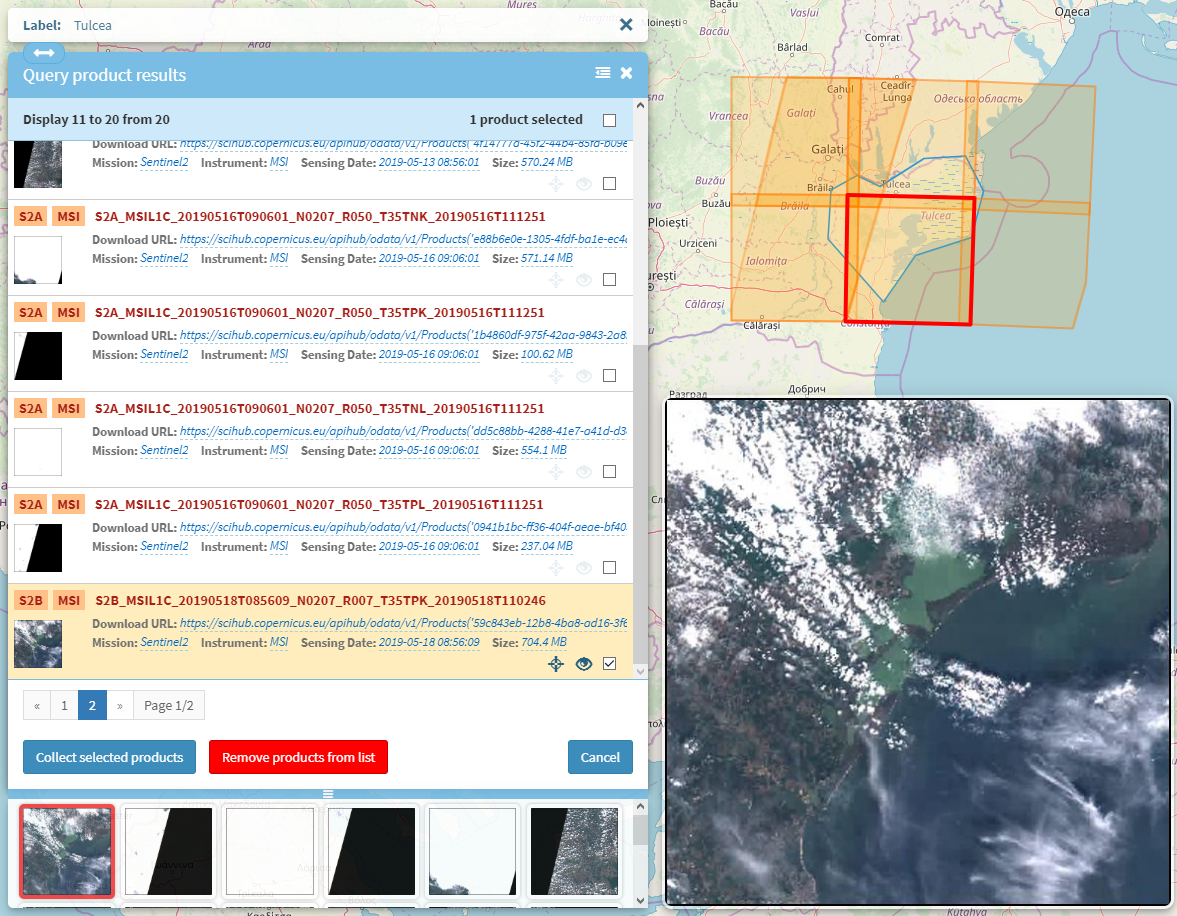 Label: Tulcea
Query product results
Display 11 to 20 from 20 1 product selected
Download URL: https://scihub.copernicus.eu/apihub/odata/v1/Products('4f14777d-45f2-44b4-85fd-b09e
Mission: Sentinel2 Instrument: MSI Sensing Date: 2019-05-13 08:56:01 Size: 570.24 MB
S2A MSI S2A_MSIL1C_20190516T090601_N0207_R050_T35TNK_20190516T111251
Download URL: https://scihub.copernicus.eu/apihub/odata/v1/Products('e88b6e0e-1305-4fdf-ba1e-ec4
Mission: Sentinel2 Instrument: MSI Sensing Date: 2019-05-16 09:06:01 Size: 571.14 MB
S2A MSI S2A_MSIL1C_20190516T090601_N0207_R050_T35TPK_20190516T111251
Download URL: https://scihub.copernicus.eu/apihub/odata/v1/Products('1b4860df-975f-42aa-9843-2a8
Mission: Sentinel2 Instrument: MSI Sensing Date: 2019-05-16 09:06:01 Size: 100.62 MB
S2A MSI S2A_MSIL1C_20190516T090601_N0207_R050_T35TNL_20190516T111251
Download URL: https://scihub.copernicus.eu/apihub/odata/v1/Products('dd5c88bb-4288-41e7-a41d-d3
Mission: Sentinel2 Instrument: MSI Sensing Date: 2019-05-16 09:06:01 Size: 554.1 MB
S2A MSI S2A_MSIL1C_20190516T090601_N0207_R050_T35TPL_20190516T111251
Download URL: https://scihub.copernicus.eu/apihub/odata/v1/Products('0941b1bc-ff36-404f-aeae-bf40
Mission: Sentinel2 Instrument: MSI Sensing Date: 2019-05-16 09:06:01 Size: 237.04 MB
S2B MSI S2B_MSIL1C_20190518T085609_N0207_R007_T35TPK_20190518T110246
Download URL: https://scihub.copernicus.eu/apihub/odata/v1/Products('59c843eb-12b8-4ba8-ad16-3f6
Mission: Sentinel2 Instrument: MSI Sensing Date: 2019-05-18 08:56:09 Size: 704.4 MB
« 1 2 » Page 1/2
Collect selected products Remove products from list Cancel
Mureș
Arad
Bacău
Vaslui
Одеса
Moinești
Bacău
Bârlad
Comrat
Vrancea
Galați
Cahul
Ceadîr-Lunga
Одеська область
Galați
Buzău
Brăila
Tulcea
Buzău
Brăila
Tulcea
Ploiești
Urziceni
Ialomița
București
Călărași
Călărași
Constanța
Разград
Добрич
Kütahya